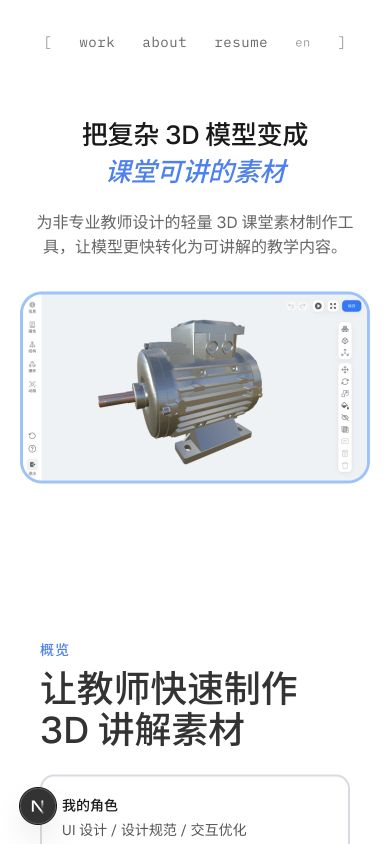 [ work about resume en ]
把复杂 3D 模型变成
课堂可讲的素材
为非专业教师设计的轻量 3D 课堂素材制作工
具，让模型更快转化为可讲解的教学内容。
概览
让教师快速制作
3D 讲解素材
N
我的角色
UI 设计 / 设计规范 / 交互优化